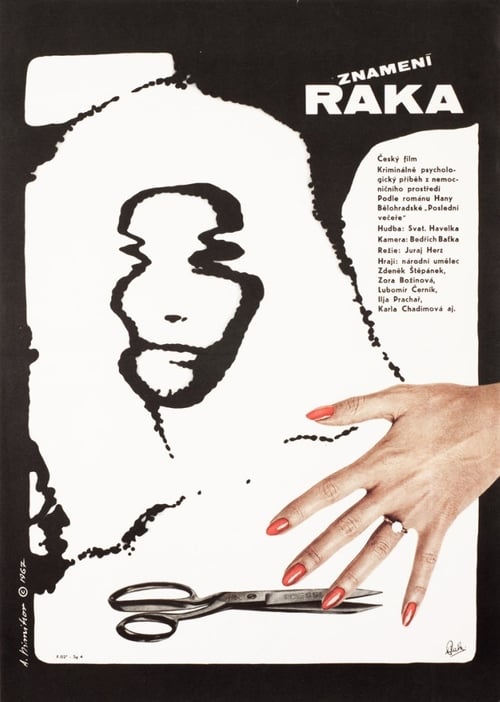 ZNAMENÍ
RAKA
Český film
Kriminálně psycholo-
gický příběh z nemoc-
ničního prostředí
Podle románu Hany
Bělohradské „Poslední
večeře"
Hudba: Svat. Havelka
Kamera: Bedřich Baťka
Režie: Juraj Herz
Hrají: národní umělec
Zdeněk Štěpánek,
Zora Božinová,
Lubomír Černík,
Ilja Prachař,
Karla Chadimová aj.
A. Dimitrov © 1967